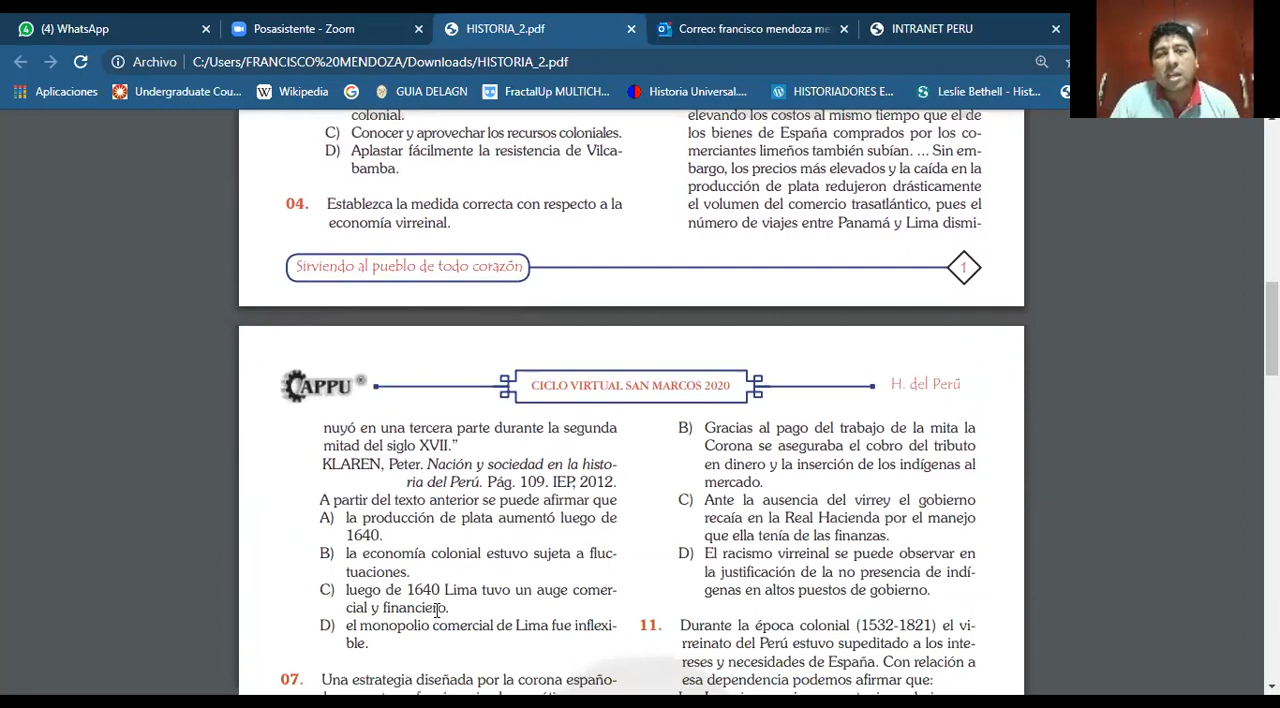 (4) WhatsApp
Posasistente - Zoom
HISTORIA_2.pdf
Correo: francisco mendoza me
INTRANET PERU
Archivo
C:/Users/FRANCISCO%20MENDOZA/Downloads/HISTORIA_2.pdf
Aplicaciones
Undergraduate Cour...
Wikipedia
GUIA DELAGN
FractalUp MULTICH...
Historia Universal....
HISTORIADORES E...
Leslie Bethell - Hist...
colonial.
C) Conocer y aprovechar los recursos coloniales.
D) Aplastar fácilmente la resistencia de Vilca-
bamba.
04. Establezca la medida correcta con respecto a la
economía virreinal.
elevando los costos al mismo tiempo que el de
los bienes de España comprados por los co-
merciantes limeños también subían. ... Sin em-
bargo, los precios más elevados y la caída en la
producción de plata redujeron drásticamente
el volumen del comercio trasatlántico, pues el
número de viajes entre Panamá y Lima dismi-
Sirviendo al pueblo de todo corazón
1
APPU
CICLO VIRTUAL SAN MARCOS 2020
H. del Perú
nuyó en una tercera parte durante la segunda
mitad del siglo XVII."
KLAREN, Peter. Nación y sociedad en la histo-
ria del Perú. Pág. 109. IEP, 2012.
A partir del texto anterior se puede afirmar que
A) la producción de plata aumentó luego de
1640.
B) la economía colonial estuvo sujeta a fluc-
tuaciones.
C) luego de 1640 Lima tuvo un auge comer-
cial y financiero.
D) el monopolio comercial de Lima fue inflexi-
ble.
07. Una estrategia diseñada por la corona españo-
B) Gracias al pago del trabajo de la mita la
Corona se aseguraba el cobro del tributo
en dinero y la inserción de los indígenas al
mercado.
C) Ante la ausencia del virrey el gobierno
recaía en la Real Hacienda por el manejo
que ella tenía de las finanzas.
D) El racismo virreinal se puede observar en
la justificación de la no presencia de indí-
genas en altos puestos de gobierno.
11. Durante la época colonial (1532-1821) el vi-
rreinato del Perú estuvo supeditado a los inte-
reses y necesidades de España. Con relación a
esa dependencia podemos afirmar que: